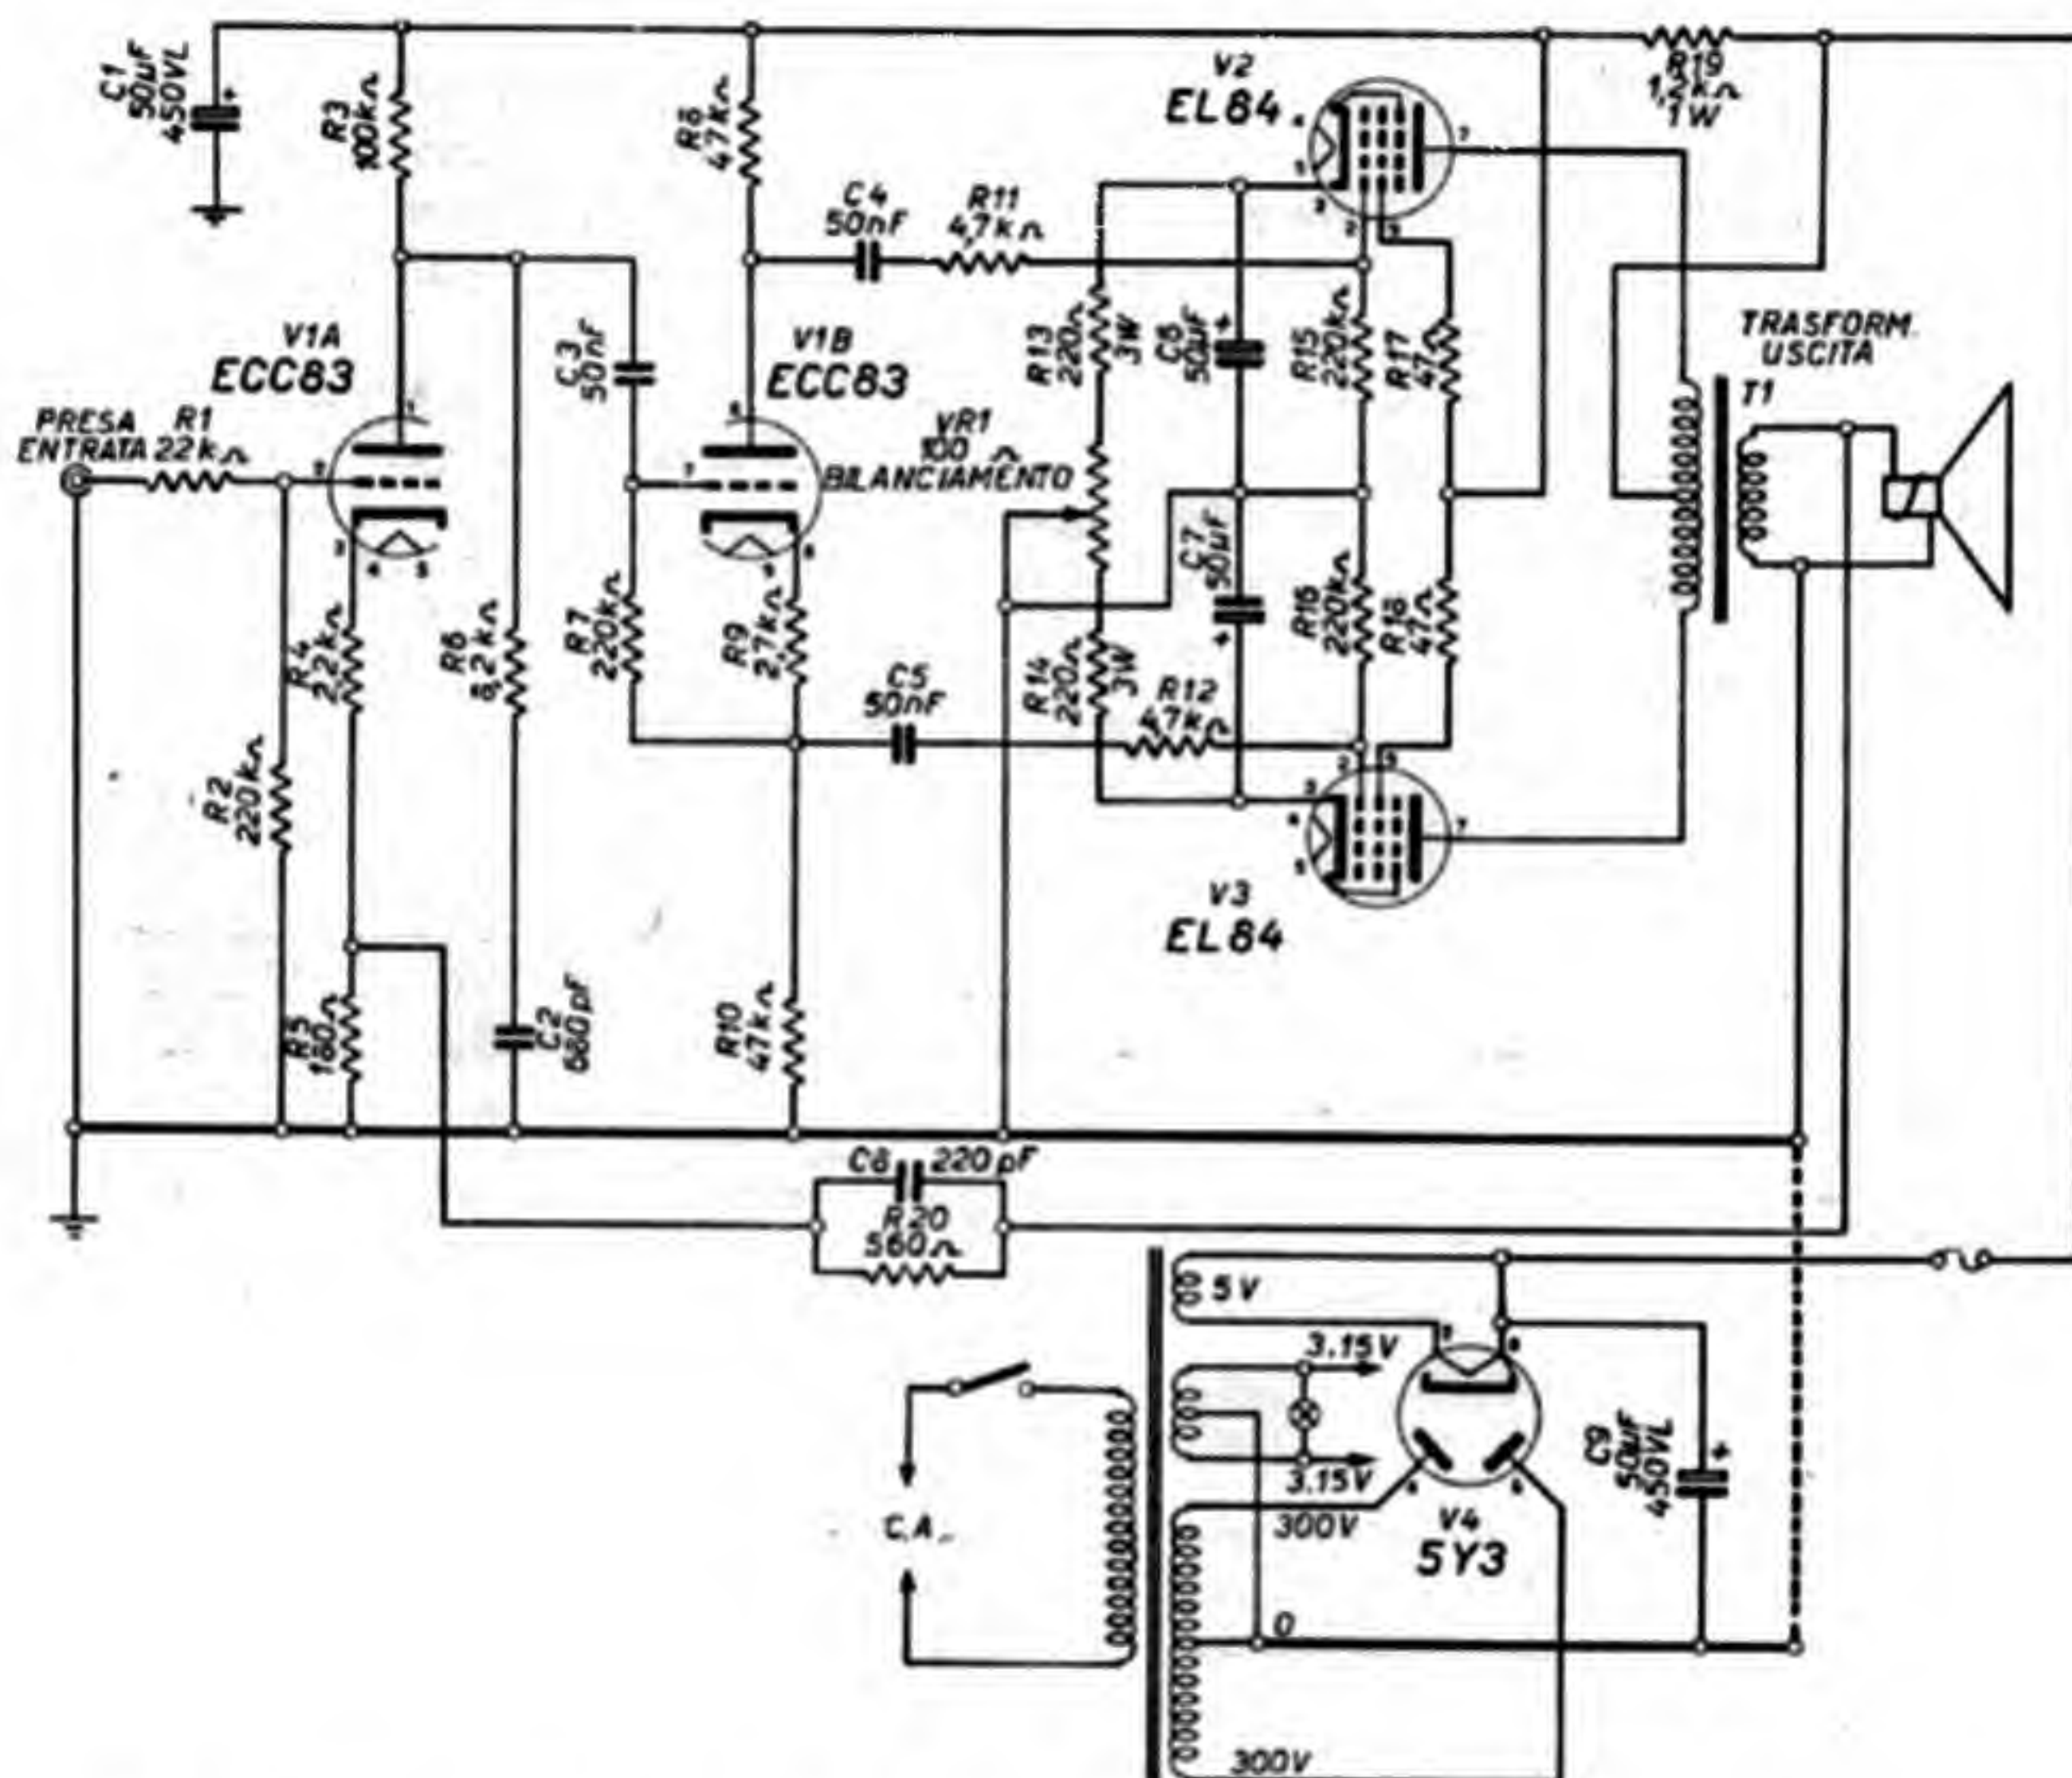 C1
50µF
450VL
R3
100kΩ
R8
47kΩ
V2
EL84
R19
1,2kΩ
1W
C4
50nF
R11
4,7kΩ
V1A
ECC83
C3
50nF
V1B
ECC83
R13
220Ω
3W
C6
50µF
R15
220kΩ
R17
47Ω
TRASFORM.
USCITA
T1
PRESA
ENTRATA
R1
22kΩ
VR1
100Ω
BILANCIAMENTO
R4
2,2kΩ
R6
8,2kΩ
R7
220kΩ
R9
2,7kΩ
C5
50nF
R14
220Ω
3W
R12
4,7kΩ
C7
50µF
R16
220kΩ
R18
47Ω
R2
220kΩ
V3
EL84
R5
180Ω
C2
680pF
R10
47kΩ
C8 220pF
R20
560Ω
5V
3.15V
3.15V
300V
C.A.
V4
5Y3
C9
50µF
450VL
0
300V